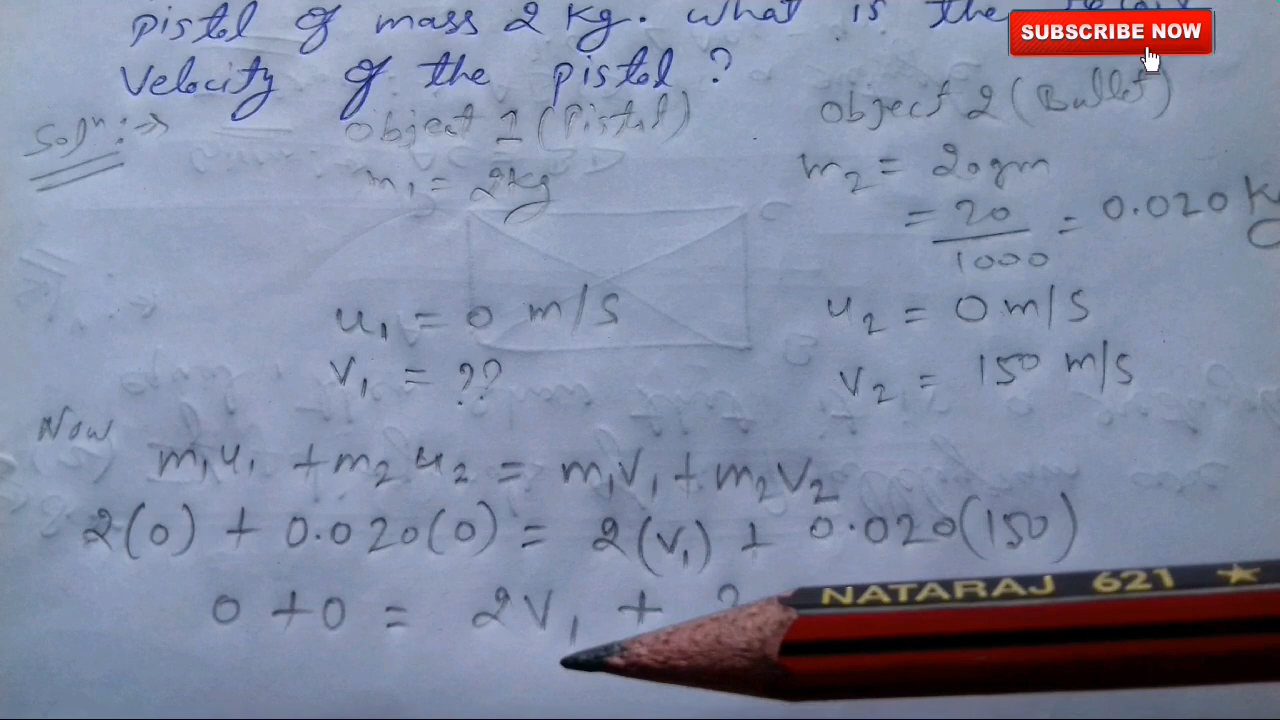 pistol of mass 2 kg. what is the
SUBSCRIBE NOW
velocity of the pistol ?
Soln :->
object 1 (Pistol)
object 2 (Bullet)
m1 = 2kg
m2 = 20gm
= 20/1000 = 0.020 Kg
u1 = 0 m/s
u2 = 0 m/s
v1 = ??
v2 = 150 m/s
Now
m1u1 + m2u2 = m1v1 + m2v2
2(0) + 0.020(0) = 2(v1) + 0.020(150)
0 + 0 = 2v1 +
NATARAJ 621